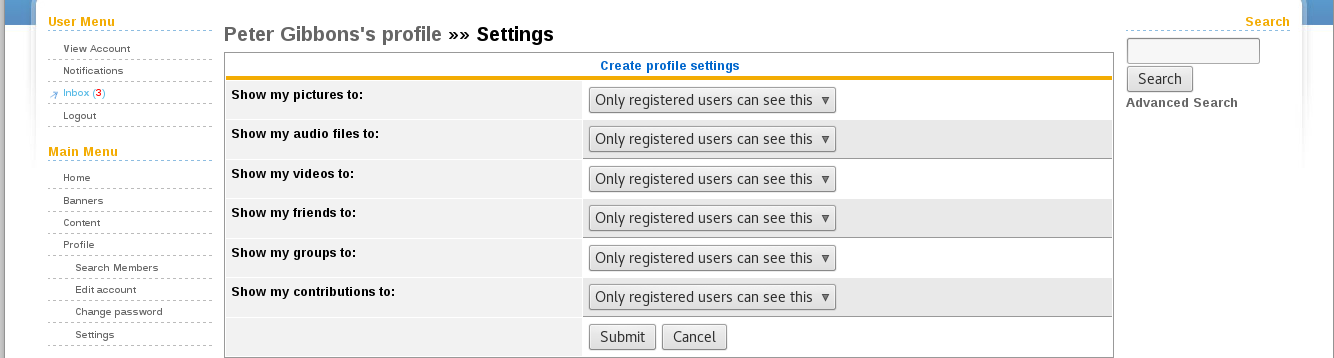 User Menu
View Account
Notifications
Inbox (3)
Logout
Main Menu
Home
Banners
Content
Profile
Search Members
Edit account
Change password
Settings
Peter Gibbons's profile »» Settings
Create profile settings
Show my pictures to: Only registered users can see this
Show my audio files to: Only registered users can see this
Show my videos to: Only registered users can see this
Show my friends to: Only registered users can see this
Show my groups to: Only registered users can see this
Show my contributions to: Only registered users can see this
Submit Cancel
Search
Search
Advanced Search